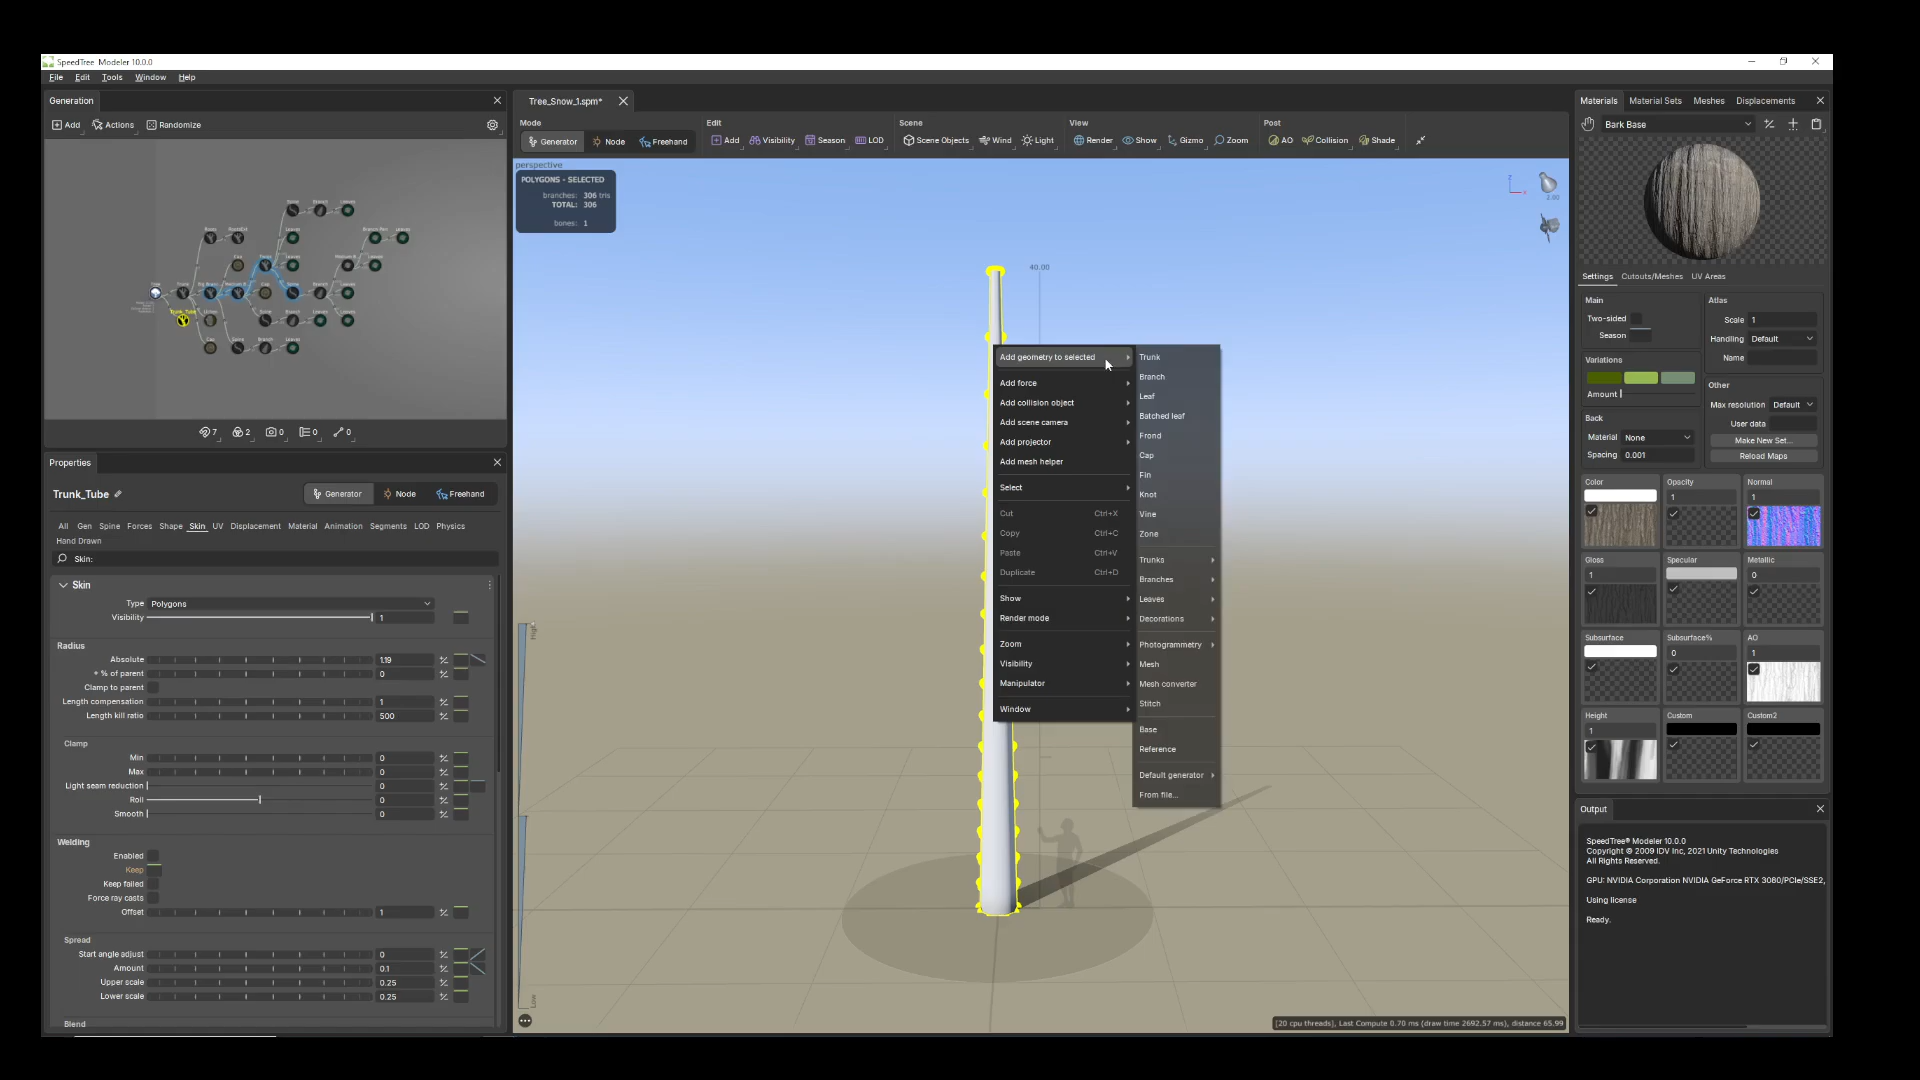 SpeedTree Modeler 10.0.0
File Edit Tools Window Help
Generation
Add Actions Randomize
Tree_Snow_1.spm*
Mode Edit Scene View Post
Generator Node Freehand Add Visibility Season LOD Scene Objects Wind Light Render Show Gizmo Zoom AO Collision Shade
perspective
POLYGONS - SELECTED
branches: 306 tris
TOTAL: 306
bones: 1
2.00
40.00
Trunk_Tube
7 2 0 0 0
Properties
Trunk_Tube
Generator Node Freehand
All Gen Spine Forces Shape Skin UV Displacement Material Animation Segments LOD Physics
Hand Drawn
Skin:
Skin
Type Polygons
Visibility 1
Radius
Absolute 1.19
+ % of parent 0
Clamp to parent
Length compensation 1
Length kill ratio 500
Clamp
Min 0
Max 0
Light seam reduction 0
Roll 0
Smooth 0
Welding
Enabled
Keep
Keep failed
Force ray casts
Offset 1
Spread
Start angle adjust 0
Amount 0.1
Upper scale 0.25
Lower scale 0.25
Blend
Add geometry to selected
Add force
Add collision object
Add scene camera
Add projector
Add mesh helper
Select
Cut Ctrl+X
Copy Ctrl+C
Paste Ctrl+V
Duplicate Ctrl+D
Show
Render mode
Zoom
Visibility
Manipulator
Window
Trunk
Branch
Leaf
Batched leaf
Frond
Cap
Fin
Knot
Vine
Zone
Trunks
Branches
Leaves
Decorations
Photogrammetry
Mesh
Mesh converter
Stitch
Base
Reference
Default generator
From file...
High
Low
[20 cpu threads], Last Compute 0.70 ms (draw time 2692.57 ms), distance 65.99
Materials Material Sets Meshes Displacements
Bark Base
Settings Cutouts/Meshes UV Areas
Main
Two-sided
Season
Variations
Amount
Back
Material None
Spacing 0.001
Atlas
Scale 1
Handling Default
Name
Other
Max resolution Default
User data
Make New Set...
Reload Maps
Color Opacity Normal
1 1
Gloss Specular Metallic
1 0
Subsurface Subsurface% AO
0 1
Height Custom Custom2
1
Output
SpeedTree® Modeler 10.0.0
Copyright © 2009 IDV Inc, 2021 Unity Technologies
All Rights Reserved.
GPU: NVIDIA Corporation NVIDIA GeForce RTX 3080/PCIe/SSE2,
Using license
Ready.